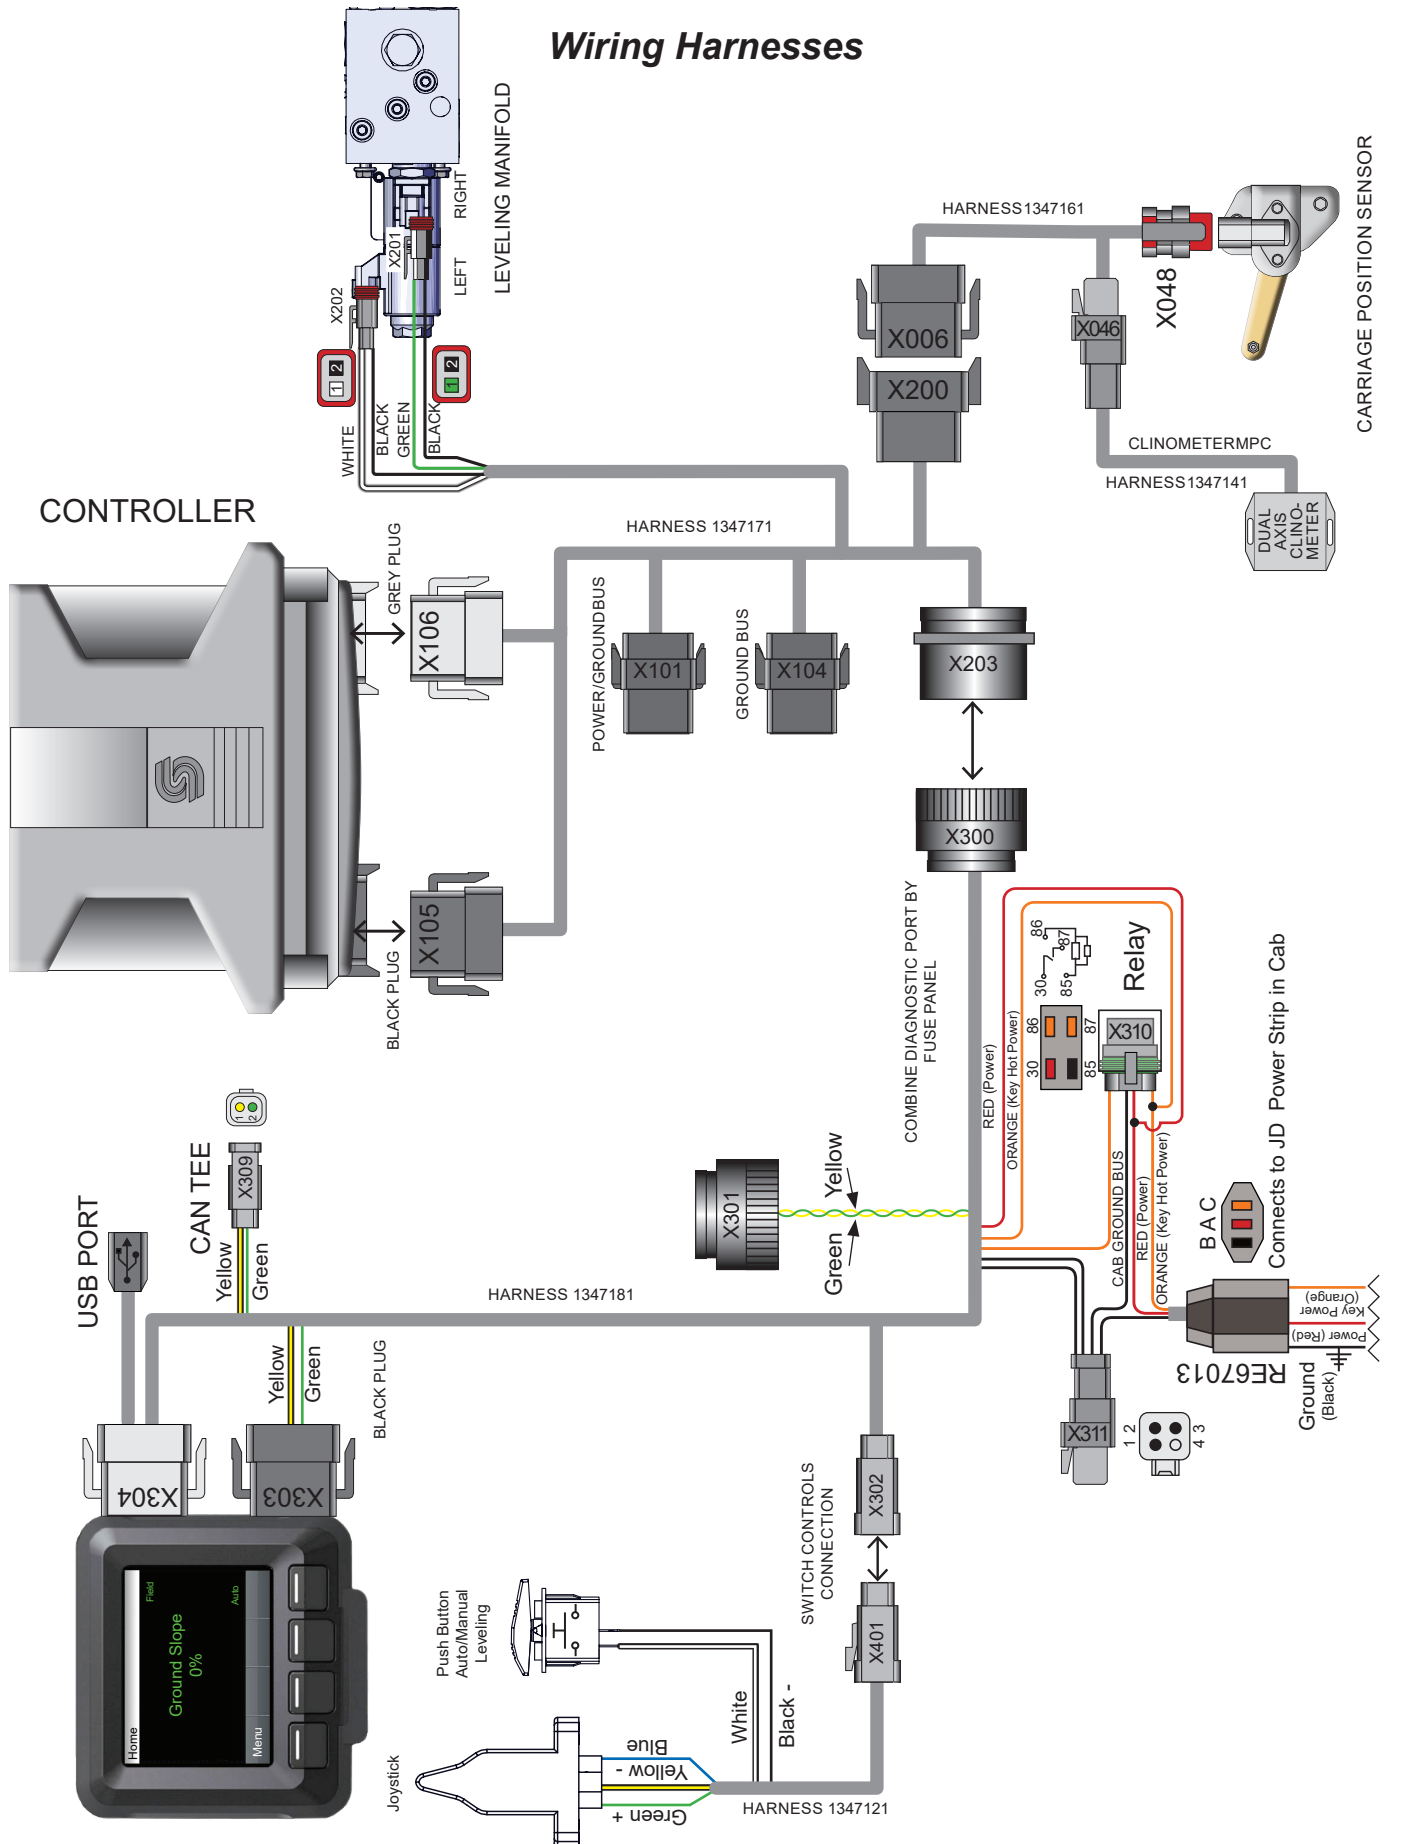 Wiring Harnesses
LEVELING MANIFOLD
RIGHT
LEFT
X201
X202
1 2
1 2
WHITE
BLACK
GREEN
BLACK
HARNESS1347161
X006
X200
X046
X048
CARRIAGE POSITION SENSOR
CLINOMETERMPC
HARNESS1347141
DUAL
AXIS
CLINO-
METER
CONTROLLER
GREY PLUG
X106
HARNESS 1347171
POWER/GROUNDBUS
X101
GROUND BUS
X104
X203
X300
BLACK PLUG
X105
COMBINE DIAGNOSTIC PORT BY
FUSE PANEL
RED (Power)
ORANGE (Key Hot Power)
30 86
85 87
30 86
87
85
Relay
X310
CAB GROUND BUS
RED (Power)
ORANGE (Key Hot Power)
B A C
Connects to JD Power Strip in Cab
RE67013
Key Power
(Orange)
Power (Red)
Ground
(Black)
X311
1 2
4 3
X301
Green
Yellow
USB PORT
CAN TEE
X309
1
2
Yellow
Green
HARNESS 1347181
Yellow
Green
BLACK PLUG
X304
X303
Home
Field
Ground Slope
0%
Auto
Menu
SWITCH CONTROLS
CONNECTION
X302
X401
Push Button
Auto/Manual
Leveling
White
Black -
Joystick
Blue
Yellow -
Green +
HARNESS 1347121